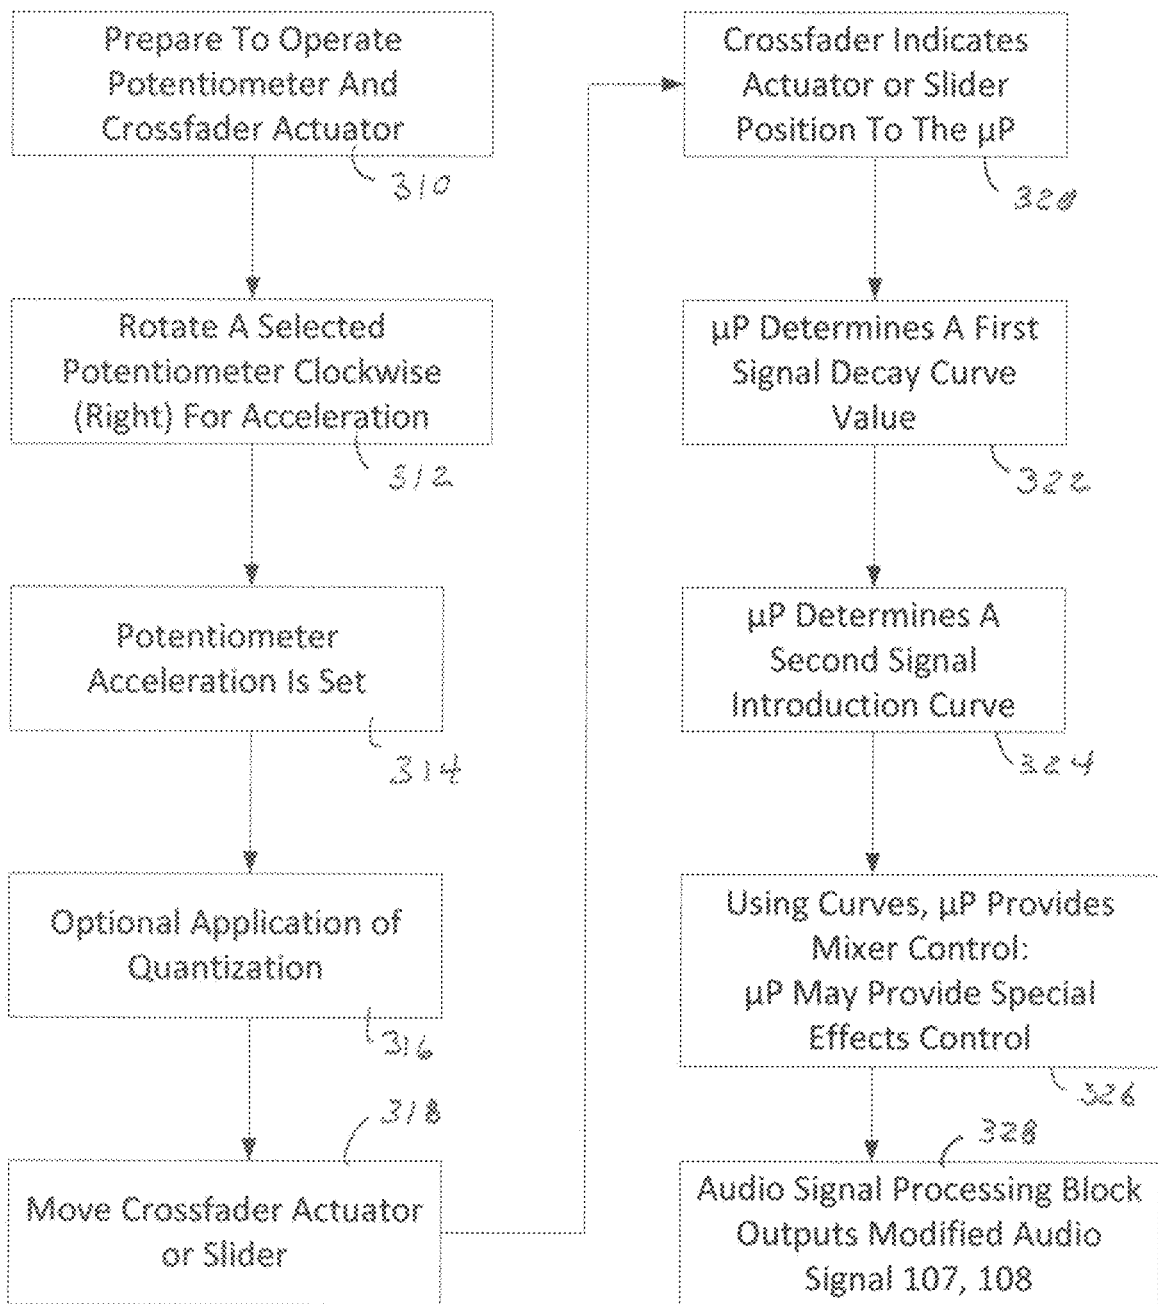 Prepare To Operate
Potentiometer And
Crossfader Actuator
310
Rotate A Selected
Potentiometer Clockwise
(Right) For Acceleration
312
Potentiometer
Acceleration Is Set
314
Optional Application of
Quantization
316
318
Move Crossfader Actuator
or Slider
Crossfader Indicates
Actuator or Slider
Position To The µP
320
µP Determines A First
Signal Decay Curve
Value
322
µP Determines A
Second Signal
Introduction Curve
324
Using Curves, µP Provides
Mixer Control:
µP May Provide Special
Effects Control
326
328
Audio Signal Processing Block
Outputs Modified Audio
Signal 107, 108